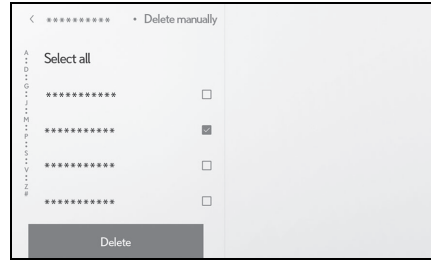 < ********** • Delete manually
A
•
D
•
G
•
J
•
M
•
P
•
S
•
V
•
Z
#
Select all
***********
***********
***********
***********
Delete